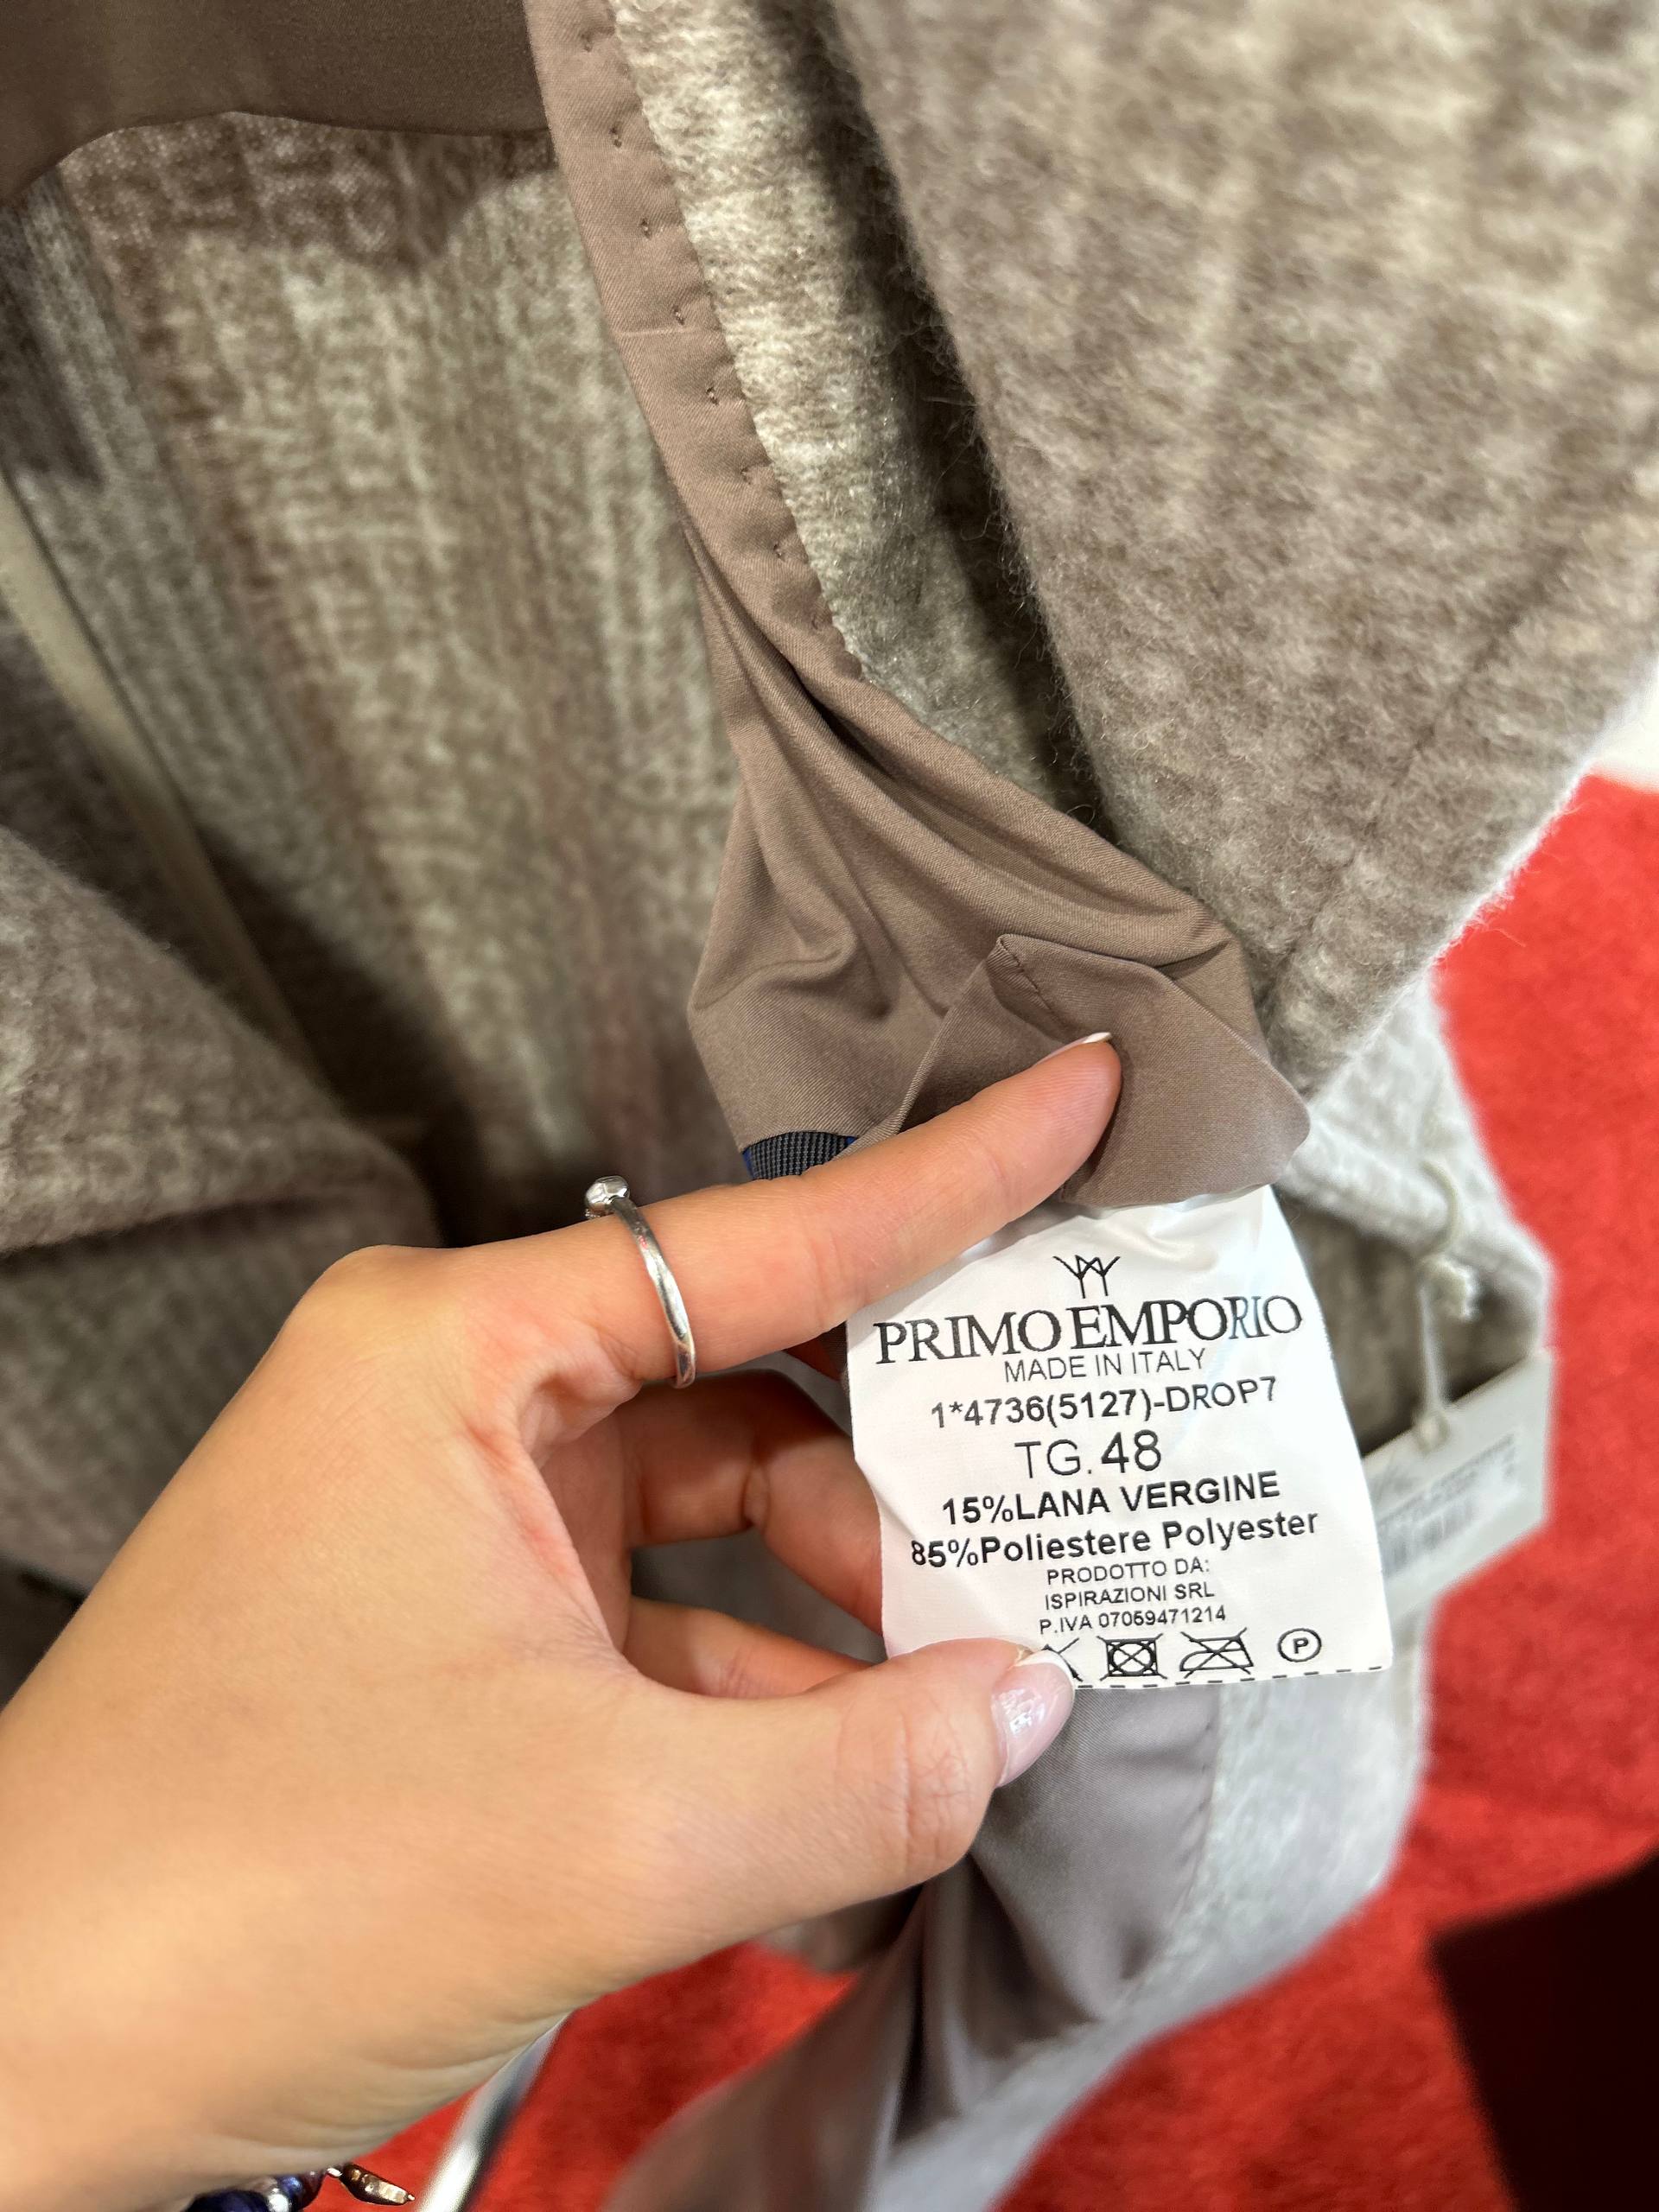 PRIMO EMPORIO
MADE IN ITALY
1*4736(5127)-DROP7
TG. 48
15%LANA VERGINE
85%Poliestere Polyester
PRODOTTO DA:
ISPIRAZIONI SRL
P.IVA 07059471214
P